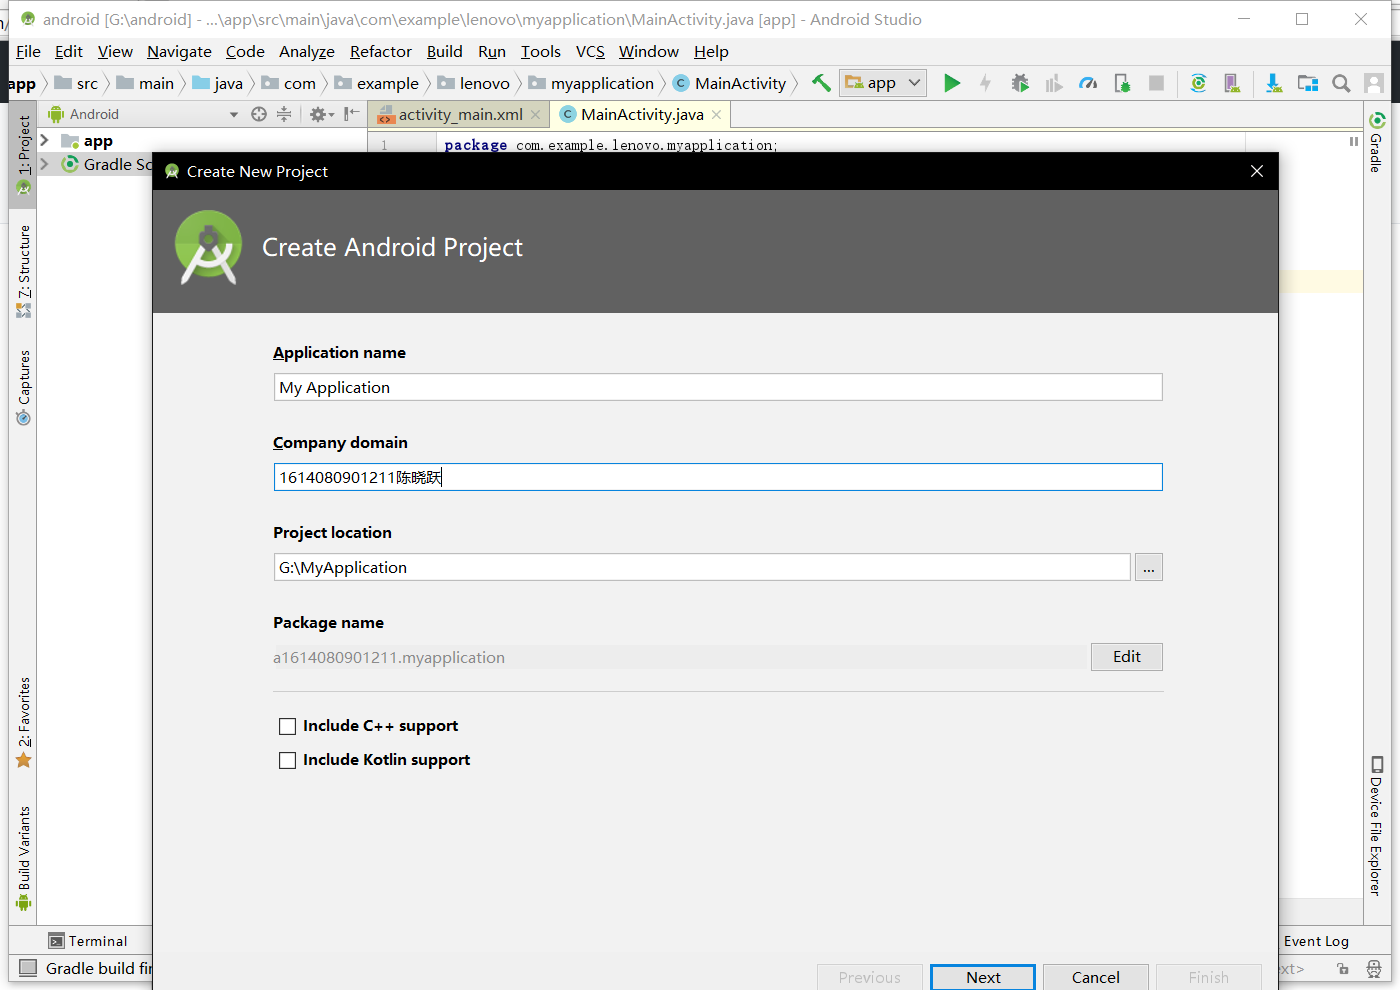 android [G:\android] - ...\app\src\main\java\com\example\lenovo\myapplication\MainActivity.java [app] - Android Studio
File Edit View Navigate Code Analyze Refactor Build Run Tools VCS Window Help
app src main java com example lenovo myapplication MainActivity app
Android
activity_main.xml MainActivity.java
1: Project
app
Gradle Sc
1 package com.example.lenovo.myapplication;
Gradle
Create New Project
Create Android Project
Z: Structure
Captures
Application name
My Application
Company domain
1614080901211陈晓跃
Project location
G:\MyApplication
...
Package name
a1614080901211.myapplication
Edit
Include C++ support
Include Kotlin support
2: Favorites
Build Variants
Device File Explorer
Terminal
Event Log
Gradle build fir
Previous Next Cancel Finish
ext>